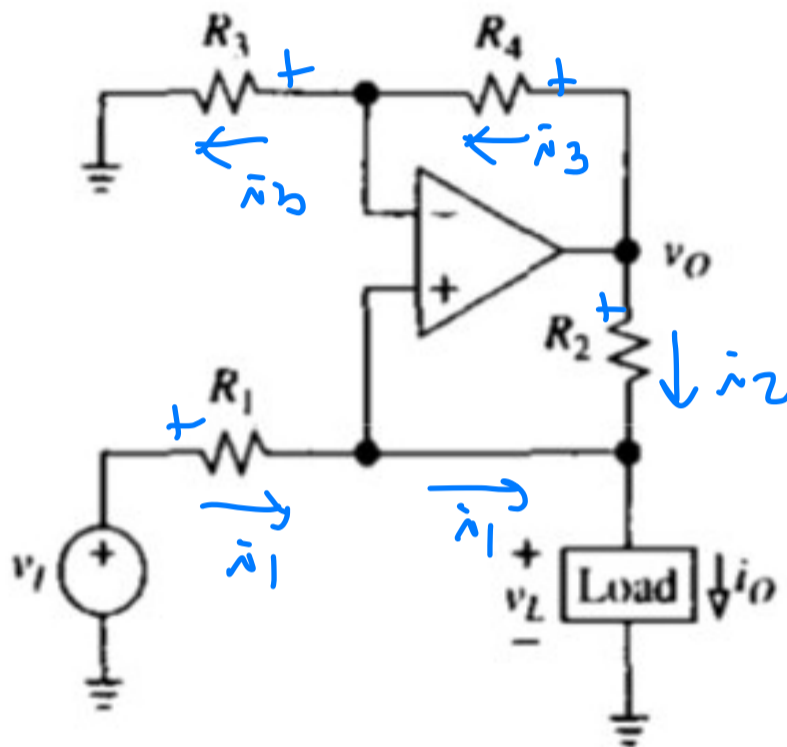 R3 + R4 +
i3 i3
−
vO
+
+
R2 i2
R1
+
i1 i1
+
vI + vL Load iO
−